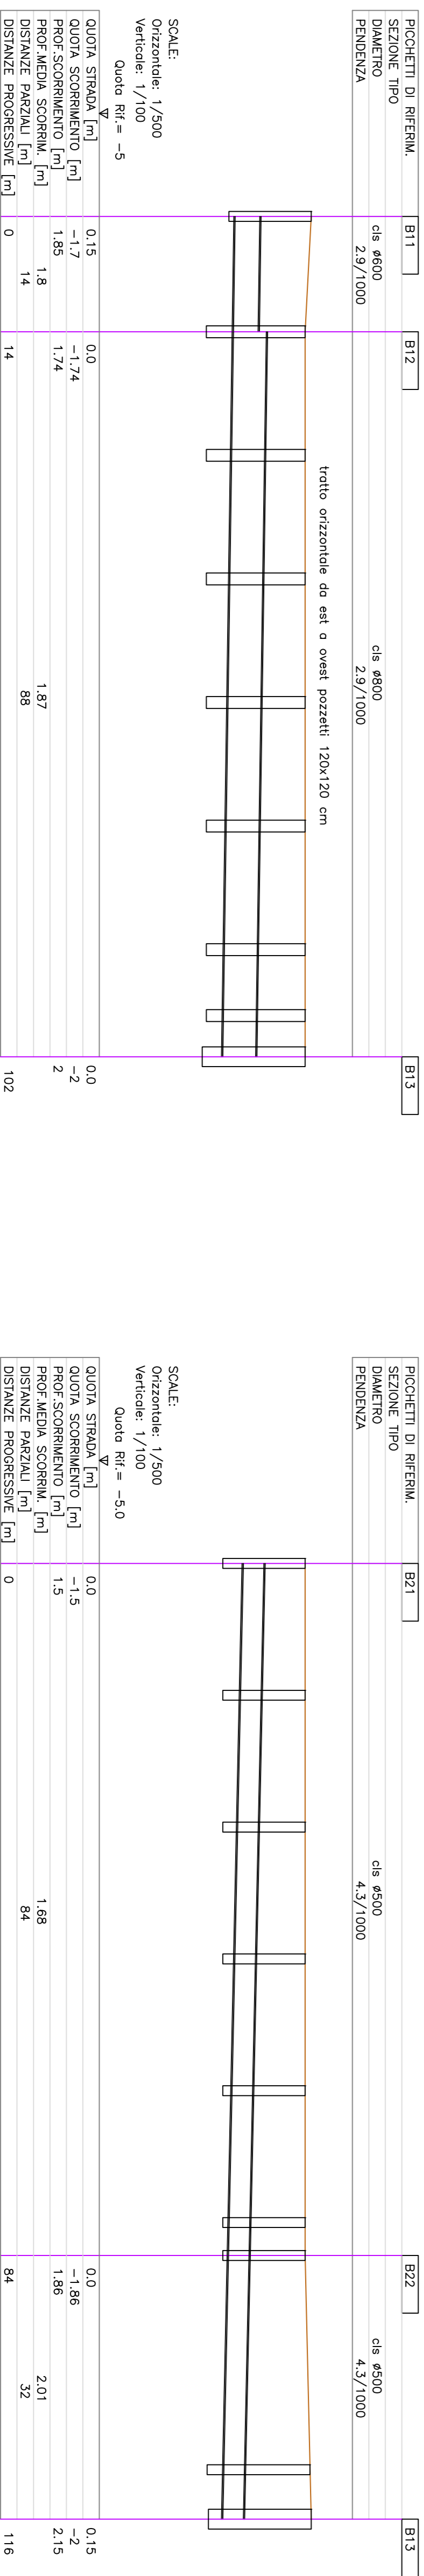 PICCHETTI DI RIFERIM. B11 B12 B13
SEZIONE TIPO
DIAMETRO cls ø600 cls ø800
PENDENZA 2.9/1000 2.9/1000
tratto orizzontale da est a ovest pozzetti 120x120 cm
SCALE:
Orizzontale: 1/500
Verticale: 1/100
Quota Rif.= -5
QUOTA STRADA [m] 0.15 0.0 0.0
QUOTA SCORRIMENTO [m] -1.7 -1.74 -2
PROF.SCORRIMENTO [m] 1.85 1.74 2
PROF.MEDIA SCORRIM. [m] 1.8 1.87
DISTANZE PARZIALI [m] 14 88
DISTANZE PROGRESSIVE [m] 0 14 102
PICCHETTI DI RIFERIM. B21 B22 B13
SEZIONE TIPO
DIAMETRO cls ø500 cls ø500
PENDENZA 4.3/1000 4.3/1000
SCALE:
Orizzontale: 1/500
Verticale: 1/100
Quota Rif.= -5.0
QUOTA STRADA [m] 0.0 0.0 0.15
QUOTA SCORRIMENTO [m] -1.5 -1.86 -2
PROF.SCORRIMENTO [m] 1.5 1.86 2.15
PROF.MEDIA SCORRIM. [m] 1.68 2.01
DISTANZE PARZIALI [m] 84 32
DISTANZE PROGRESSIVE [m] 0 84 116